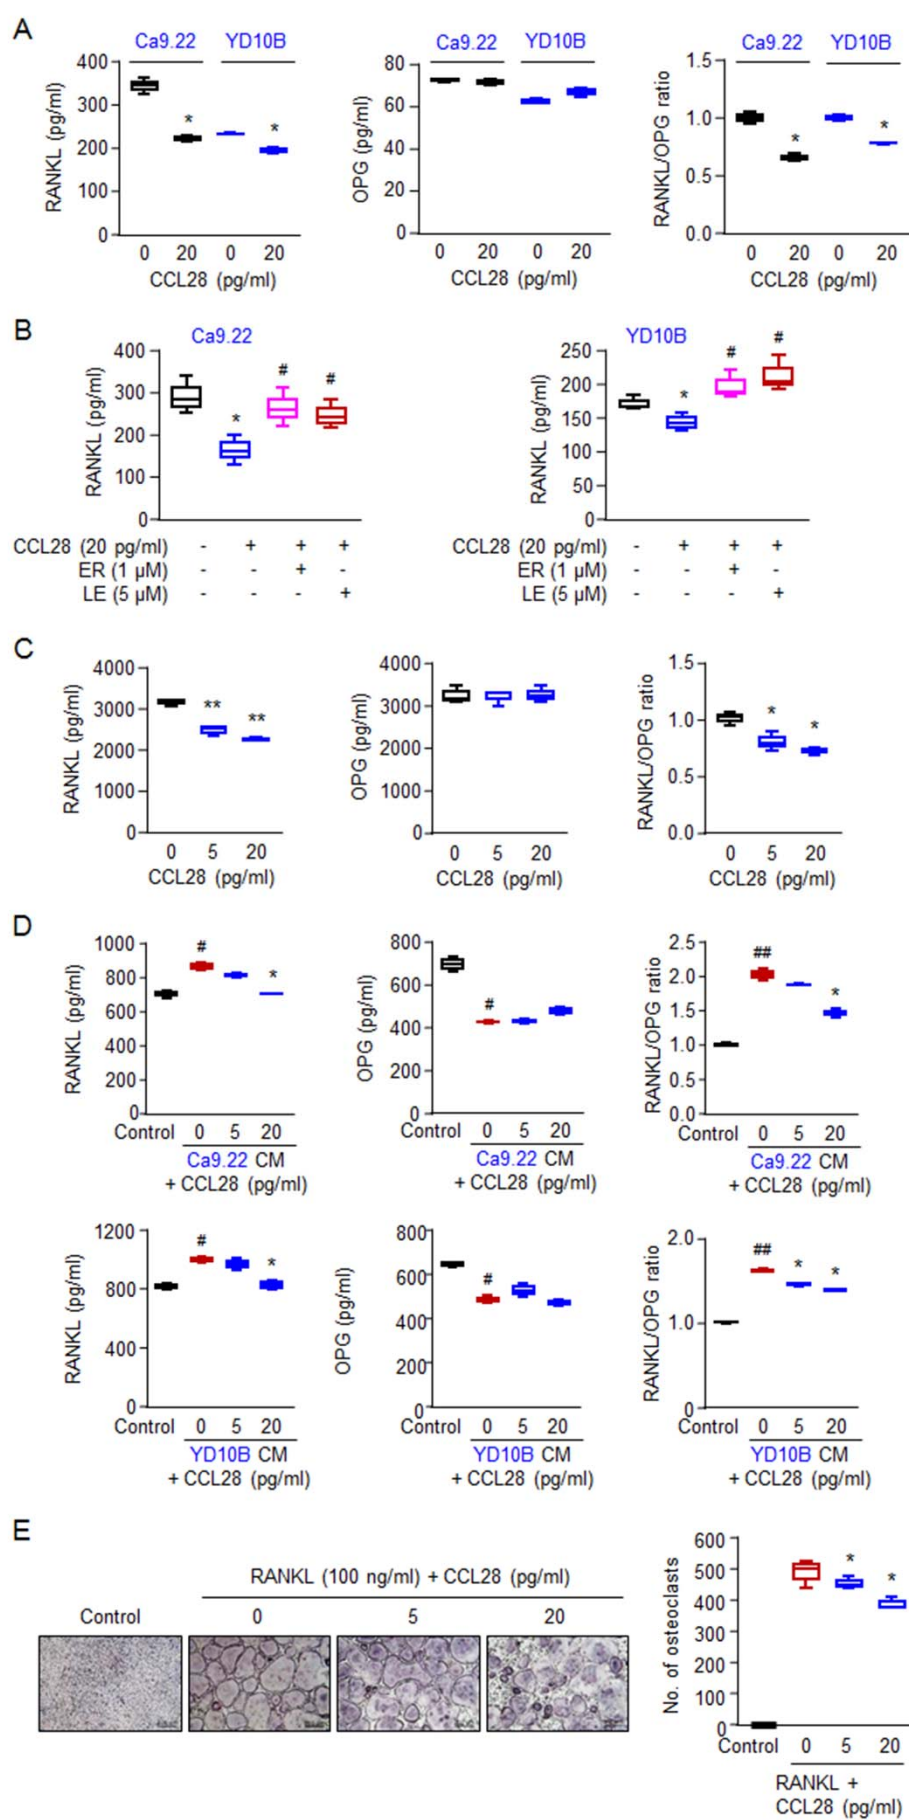 A
Ca9.22 YD10B
RANKL (pg/ml)
400
300
200
100
0
*
*
0 20 0 20
CCL28 (pg/ml)
Ca9.22 YD10B
OPG (pg/ml)
80
60
40
20
0
0 20 0 20
CCL28 (pg/ml)
Ca9.22 YD10B
RANKL/OPG ratio
1.5
1.0
0.5
0.0
*
*
0 20 0 20
CCL28 (pg/ml)
B
Ca9.22
RANKL (pg/ml)
400
300
200
100
0
*
#
#
CCL28 (20 pg/ml) - + + +
ER (1 µM) - - + -
LE (5 µM) - - - +
YD10B
RANKL (pg/ml)
250
200
150
100
50
0
*
#
#
CCL28 (20 pg/ml) - + + +
ER (1 µM) - - + -
LE (5 µM) - - - +
C
RANKL (pg/ml)
4000
3000
2000
1000
0
**
**
0 5 20
CCL28 (pg/ml)
OPG (pg/ml)
4000
3000
2000
1000
0
0 5 20
CCL28 (pg/ml)
RANKL/OPG ratio
1.5
1.0
0.5
0.0
*
*
0 5 20
CCL28 (pg/ml)
D
RANKL (pg/ml)
1000
800
600
400
200
0
#
*
Control 0 5 20
Ca9.22 CM
+ CCL28 (pg/ml)
OPG (pg/ml)
800
600
400
200
0
#
Control 0 5 20
Ca9.22 CM
+ CCL28 (pg/ml)
RANKL/OPG ratio
2.5
2.0
1.5
1.0
0.5
0.0
##
*
Control 0 5 20
Ca9.22 CM
+ CCL28 (pg/ml)
RANKL (pg/ml)
1200
800
400
0
#
*
Control 0 5 20
YD10B CM
+ CCL28 (pg/ml)
OPG (pg/ml)
800
600
400
200
0
#
Control 0 5 20
YD10B CM
+ CCL28 (pg/ml)
RANKL/OPG ratio
2.0
1.0
0
##
*
*
Control 0 5 20
YD10B CM
+ CCL28 (pg/ml)
E
RANKL (100 ng/ml) + CCL28 (pg/ml)
Control 0 5 20
No. of osteoclasts
600
500
400
300
200
100
0
*
*
Control 0 5 20
RANKL +
CCL28 (pg/ml)